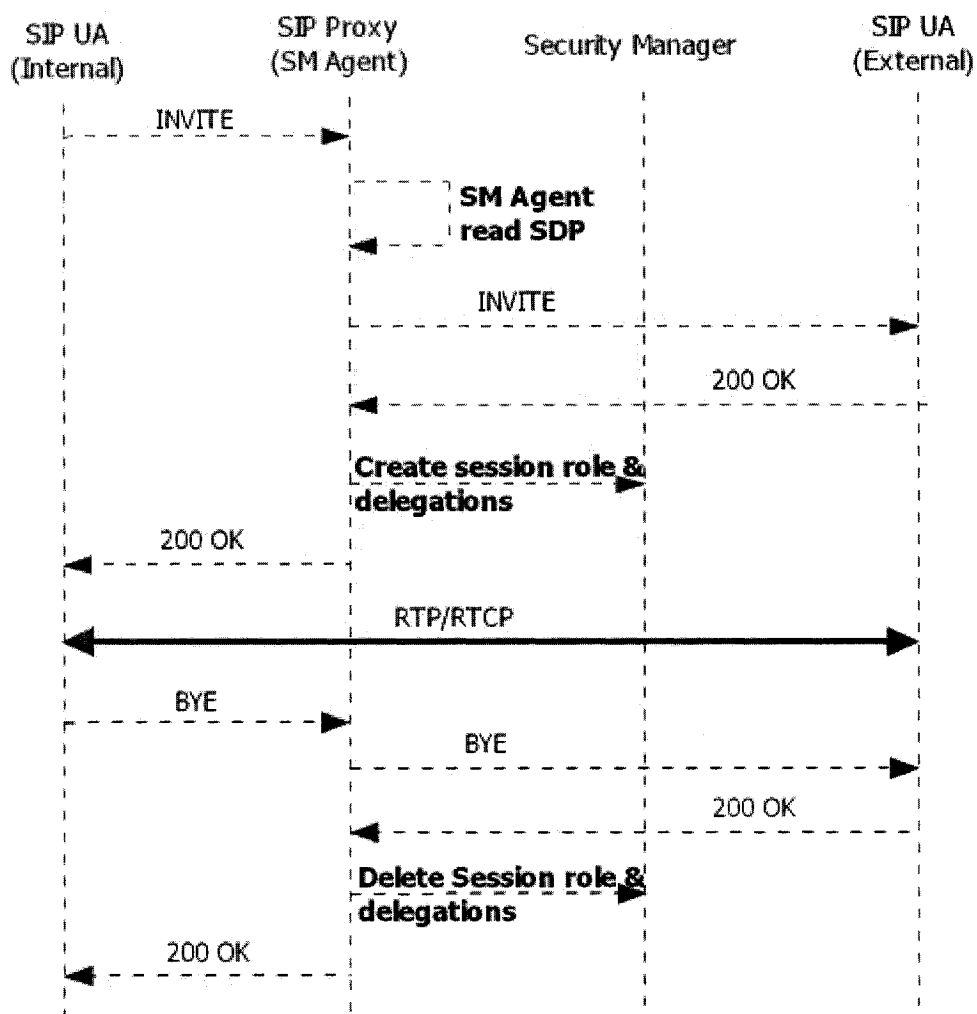 SIP UA
(Internal)
SIP Proxy
(SM Agent)
Security Manager
SIP UA
(External)
INVITE
SM Agent
read SDP
INVITE
200 OK
Create session role &
delegations
200 OK
RTP/RTCP
BYE
BYE
200 OK
Delete Session role &
delegations
200 OK